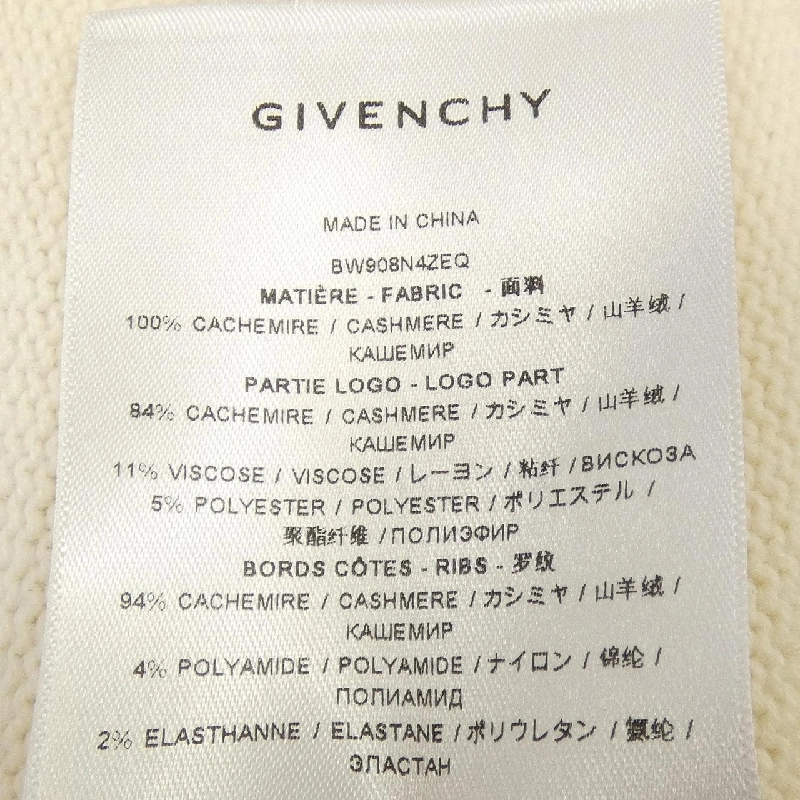 GIVENCHY
MADE IN CHINA
BW908N4ZEQ
MATIÈRE - FABRIC - 面料
100% CACHEMIRE / CASHMERE / カシミヤ / 山羊绒 /
КАШЕМИР
PARTIE LOGO - LOGO PART
84% CACHEMIRE / CASHMERE / カシミヤ / 山羊绒 /
КАШЕМИР
11% VISCOSE / VISCOSE / レーヨン / 粘纤 /ВИСКОЗА
5% POLYESTER / POLYESTER / ポリエステル /
聚酯纤维 /ПОЛИЭФИР
BORDS CÔTES - RIBS - 罗纹
94% CACHEMIRE / CASHMERE / カシミヤ / 山羊绒 /
КАШЕМИР
4% POLYAMIDE / POLYAMIDE / ナイロン / 锦纶 /
ПОЛИАМИД
2% ELASTHANNE / ELASTANE / ポリウレタン / 氨纶 /
ЭЛАСТАН